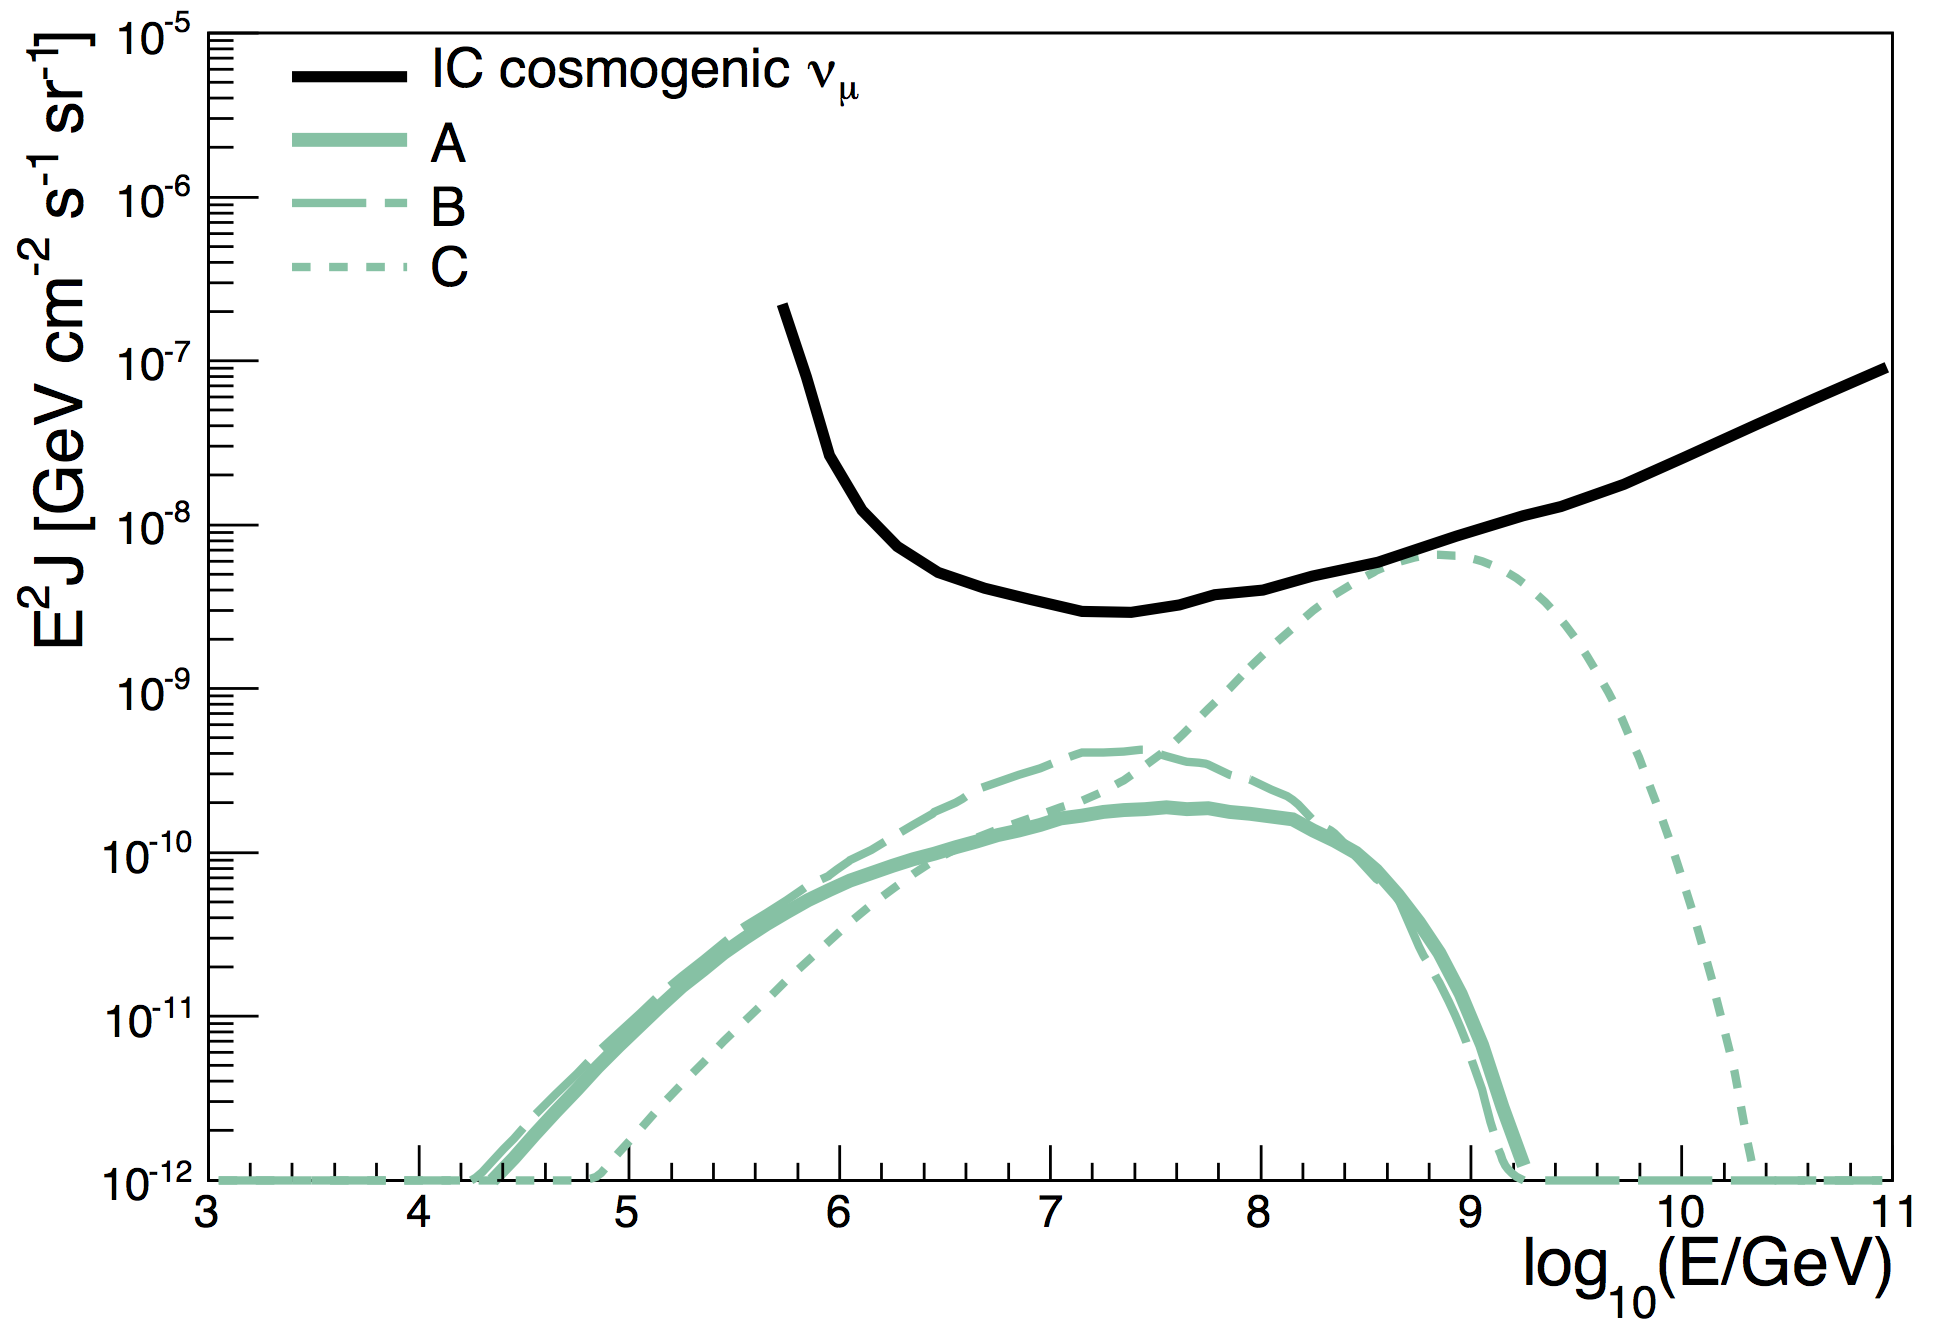 E²J [GeV cm⁻² s⁻¹ sr⁻¹]
10⁻⁵
10⁻⁶
10⁻⁷
10⁻⁸
10⁻⁹
10⁻¹⁰
10⁻¹¹
10⁻¹²
IC cosmogenic νμ
A
B
C
3 4 5 6 7 8 9 10 11
log₁₀(E/GeV)